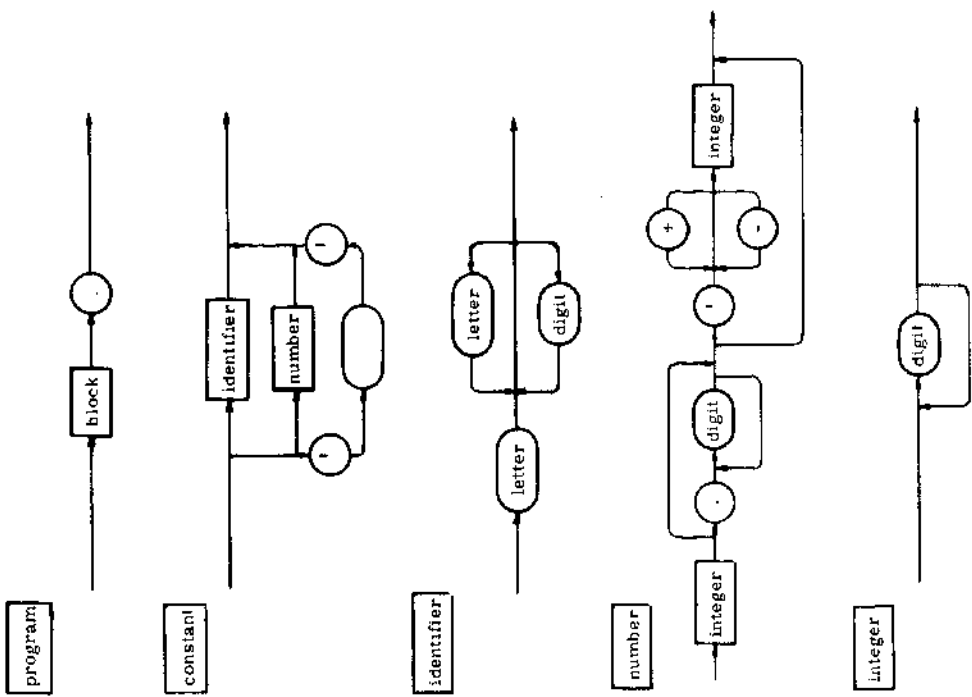 program
block
.
constant
identifier
number
'
'
identifier
letter
letter
digit
number
integer
.
digit
'
+
-
integer
integer
digit